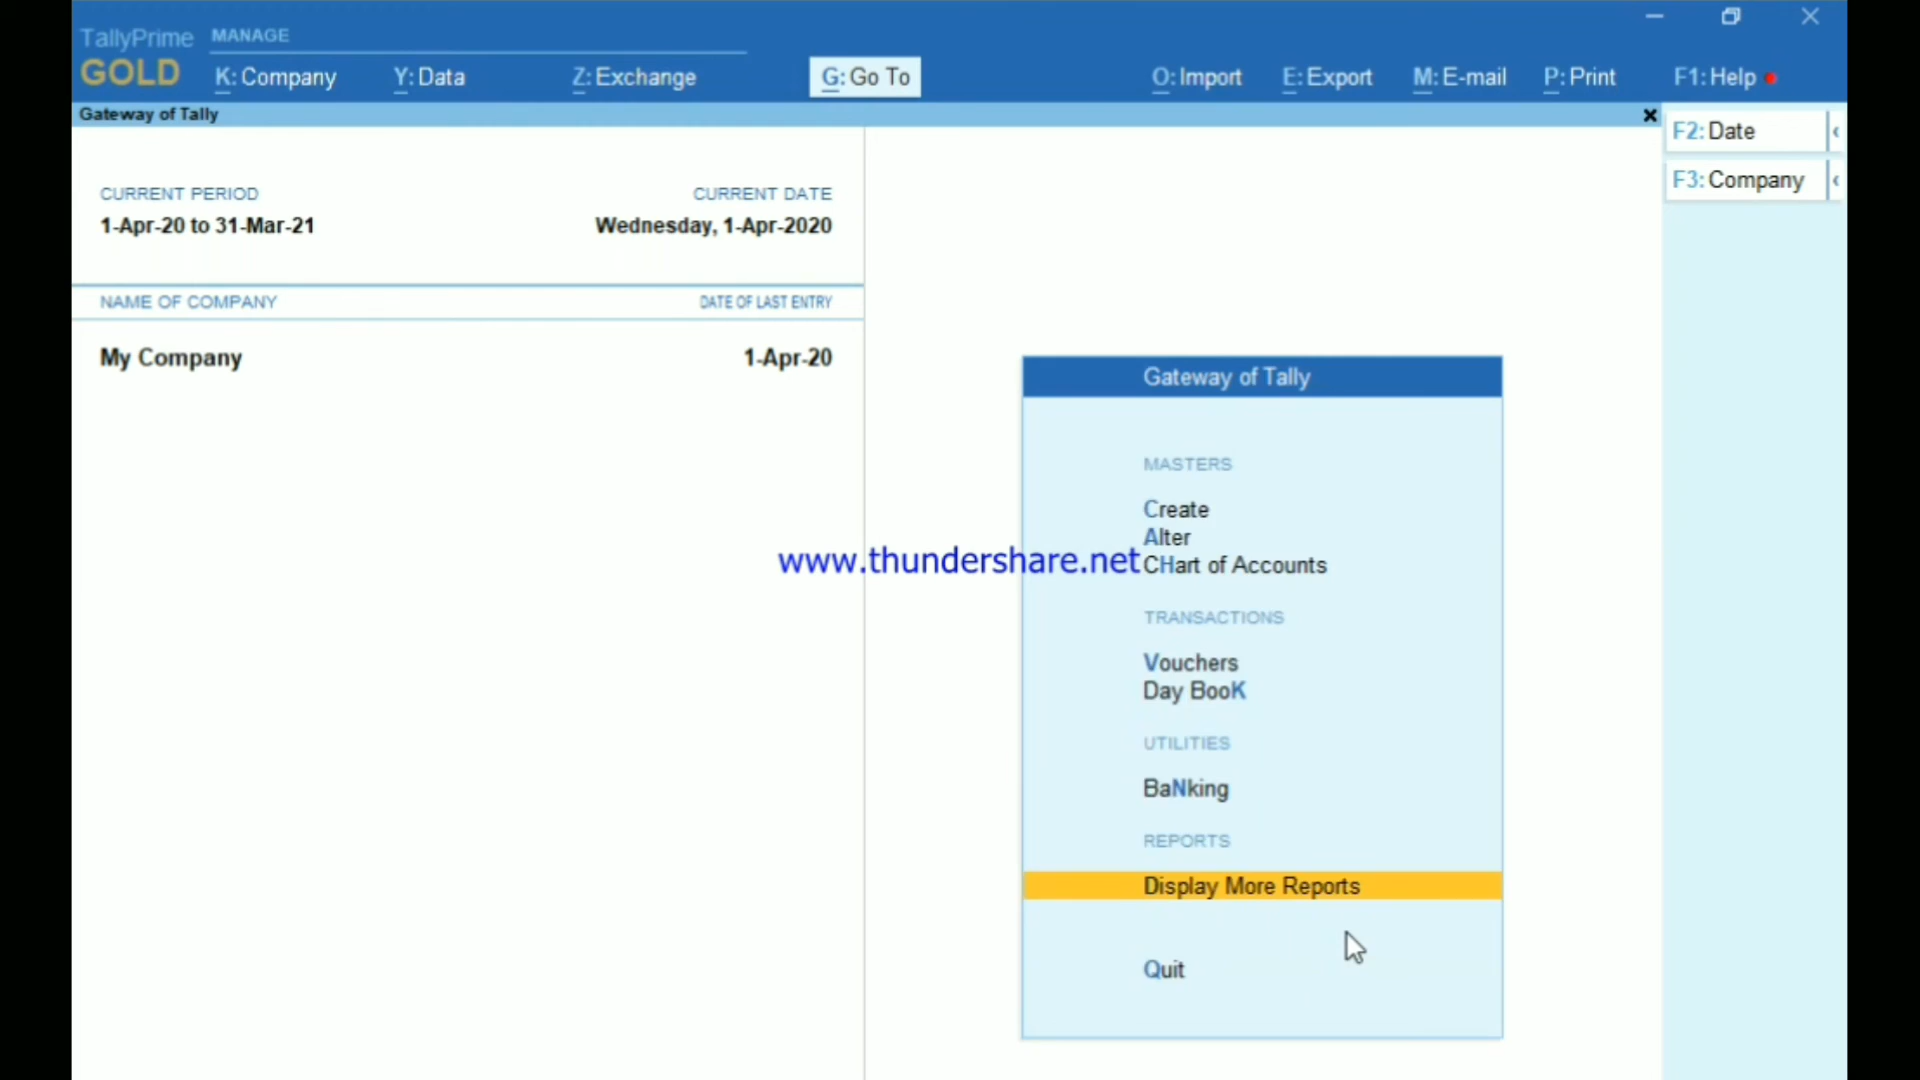 TallyPrime MANAGE
GOLD K: Company Y: Data Z: Exchange G: Go To O: Import E: Export M: E-mail P: Print F1: Help
Gateway of Tally
F2: Date
F3: Company
CURRENT PERIOD CURRENT DATE
1-Apr-20 to 31-Mar-21 Wednesday, 1-Apr-2020
NAME OF COMPANY DATE OF LAST ENTRY
My Company 1-Apr-20
Gateway of Tally
MASTERS
Create
Alter
CHart of Accounts
www.thundershare.net
TRANSACTIONS
Vouchers
Day BooK
UTILITIES
BaNking
REPORTS
Display More Reports
Quit